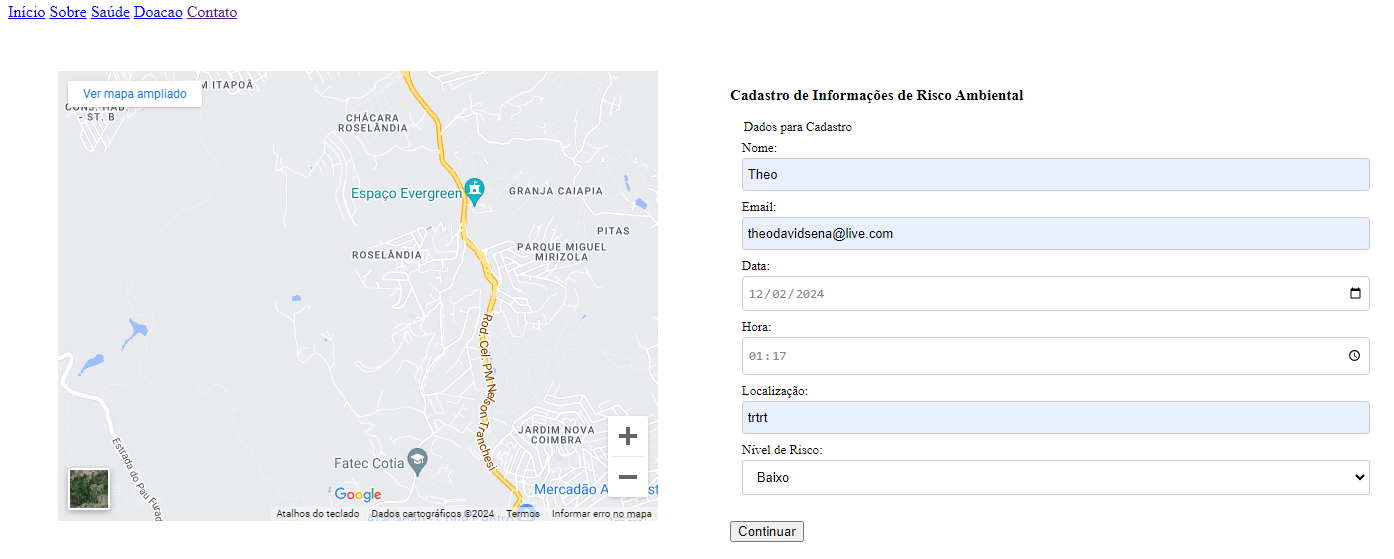 Início Sobre Saúde Doacao Contato
Ver mapa ampliado
M ITAPOÃ
CONJ. HAB.
- ST. B
CHÁCARA
ROSELÂNDIA
Espaço Evergreen
GRANJA CAIAPIA
PITAS
ROSELÂNDIA
PARQUE MIGUEL
MIRIZOLA
Rod. Cel. PM Nelson Tranchesi
JARDIM NOVA
COIMBRA
Estrada do Pau Furad
Fatec Cotia
Mercadão A
st
Google
Atalhos do teclado Dados cartográficos ©2024 Termos Informar erro no mapa
Cadastro de Informações de Risco Ambiental
Dados para Cadastro
Nome:
Theo
Email:
theodavidsena@live.com
Data:
12/02/2024
Hora:
01:17
Localização:
trtrt
Nível de Risco:
Baixo
Continuar